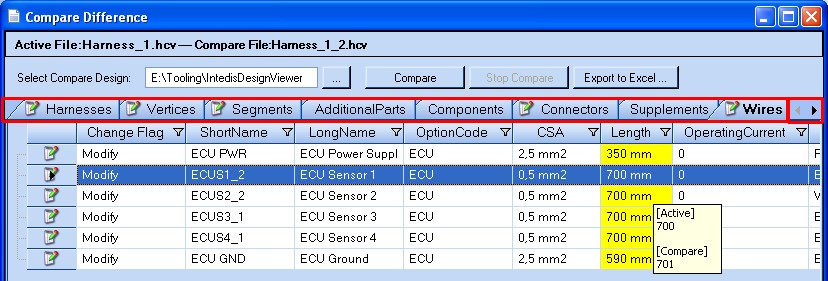 Compare Difference
Active File:Harness_1.hcv — Compare File:Harness_1_2.hcv
Select Compare Design: E:\Tooling\IntedisDesignViewer ... Compare Stop Compare Export to Excel ...
Harnesses Vertices Segments AdditionalParts Components Connectors Supplements Wires
Change Flag ShortName LongName OptionCode CSA Length OperatingCurrent
Modify ECU PWR ECU Power Suppl ECU 2,5 mm2 350 mm 0
Modify ECUS1_2 ECU Sensor 1 ECU 0,5 mm2 700 mm 0
Modify ECUS2_2 ECU Sensor 2 ECU 0,5 mm2 700 mm 0
Modify ECUS3_1 ECU Sensor 3 ECU 0,5 mm2 700 mm
Modify ECUS4_1 ECU Sensor 4 ECU 0,5 mm2 700 mm
Modify ECU GND ECU Ground ECU 2,5 mm2 590 mm
[Active]
700
[Compare]
701